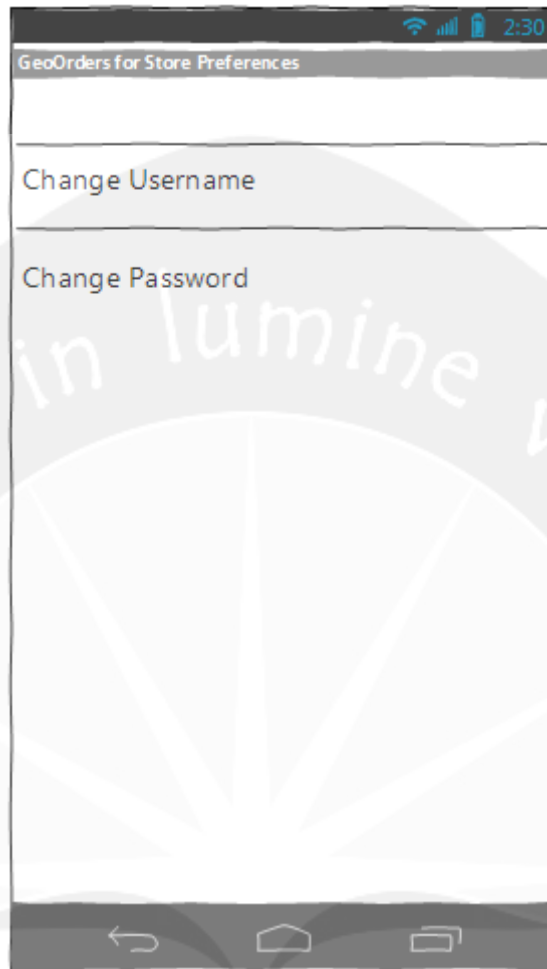 2:30
GeoOrders for Store Preferences
Change Username
Change Password
in lumine